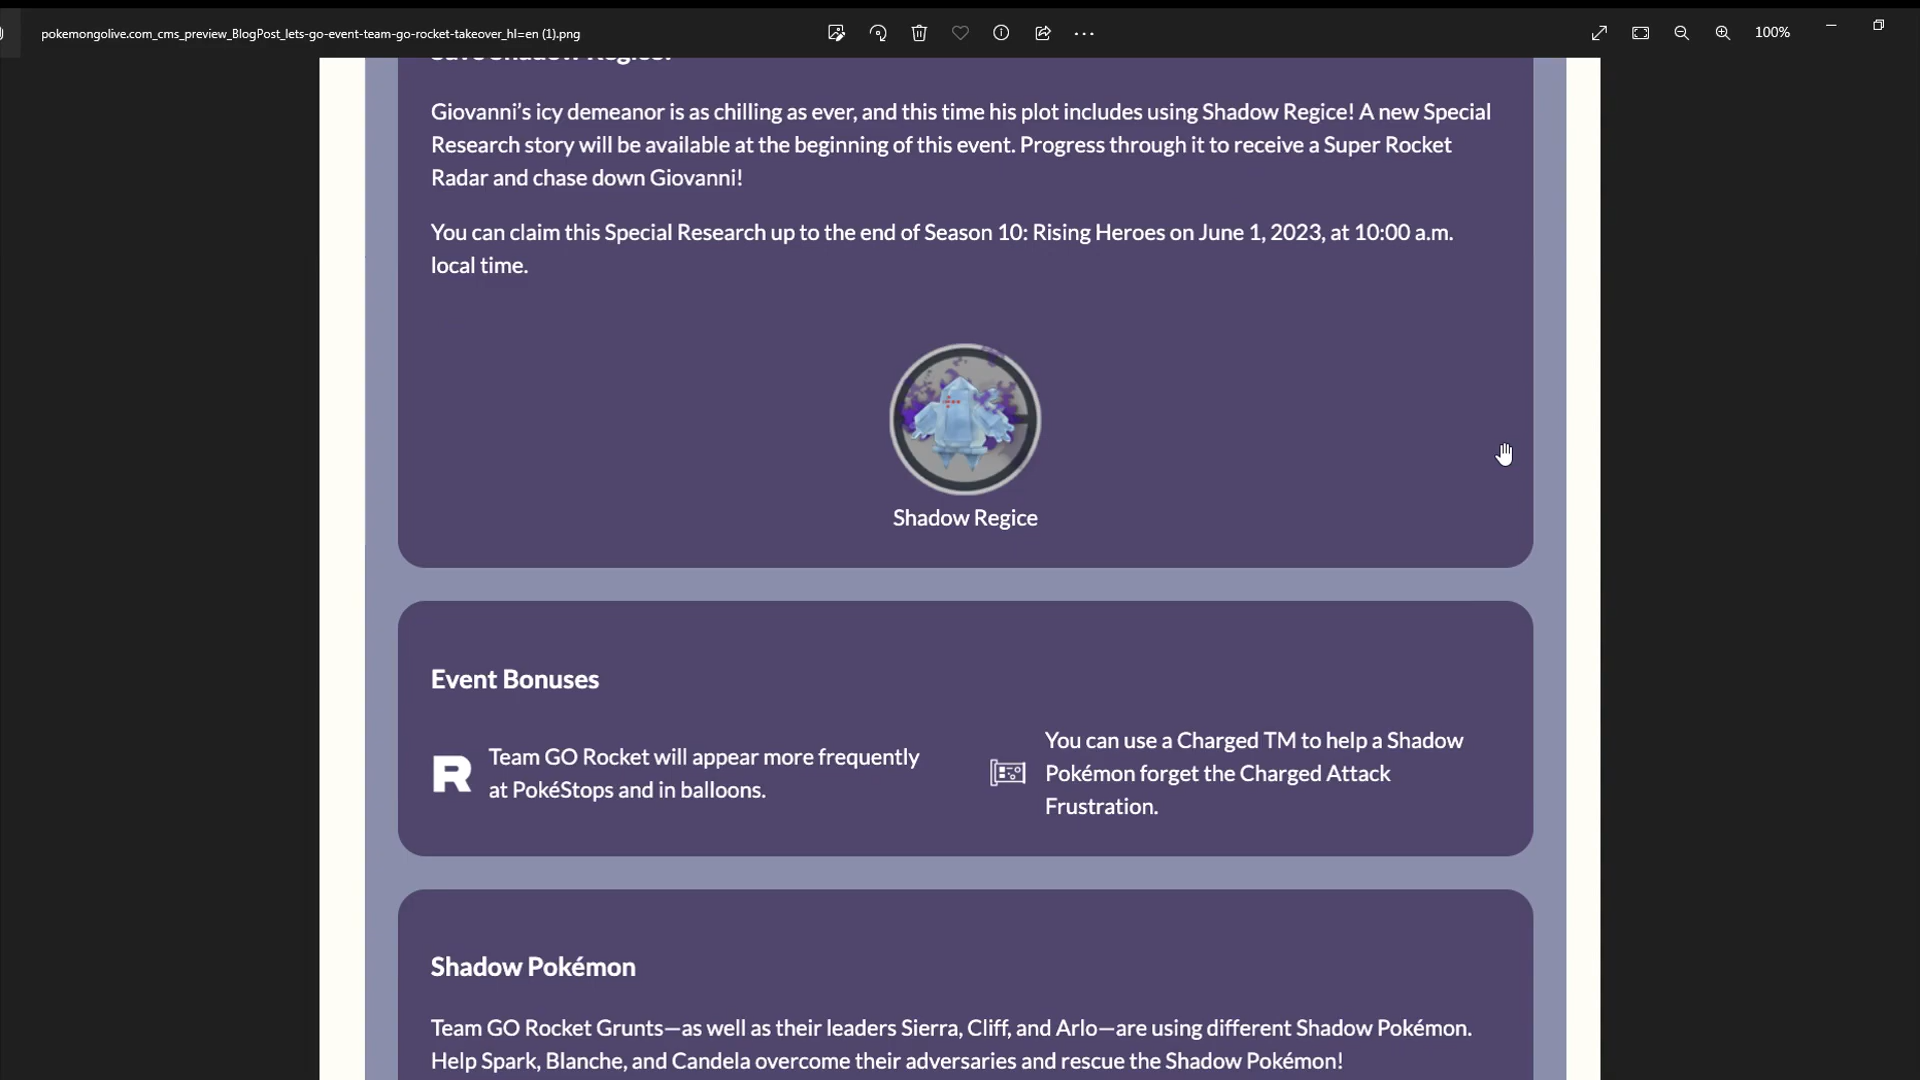 pokemongolive.com_cms_preview_BlogPost_lets-go-event-team-go-rocket-takeover_hl=en (1).png
100%
Save Shadow Regice!
Giovanni’s icy demeanor is as chilling as ever, and this time his plot includes using Shadow Regice! A new Special
Research story will be available at the beginning of this event. Progress through it to receive a Super Rocket
Radar and chase down Giovanni!
You can claim this Special Research up to the end of Season 10: Rising Heroes on June 1, 2023, at 10:00 a.m.
local time.
Shadow Regice
Event Bonuses
R
Team GO Rocket will appear more frequently
at PokéStops and in balloons.
You can use a Charged TM to help a Shadow
Pokémon forget the Charged Attack
Frustration.
Shadow Pokémon
Team GO Rocket Grunts—as well as their leaders Sierra, Cliff, and Arlo—are using different Shadow Pokémon.
Help Spark, Blanche, and Candela overcome their adversaries and rescue the Shadow Pokémon!